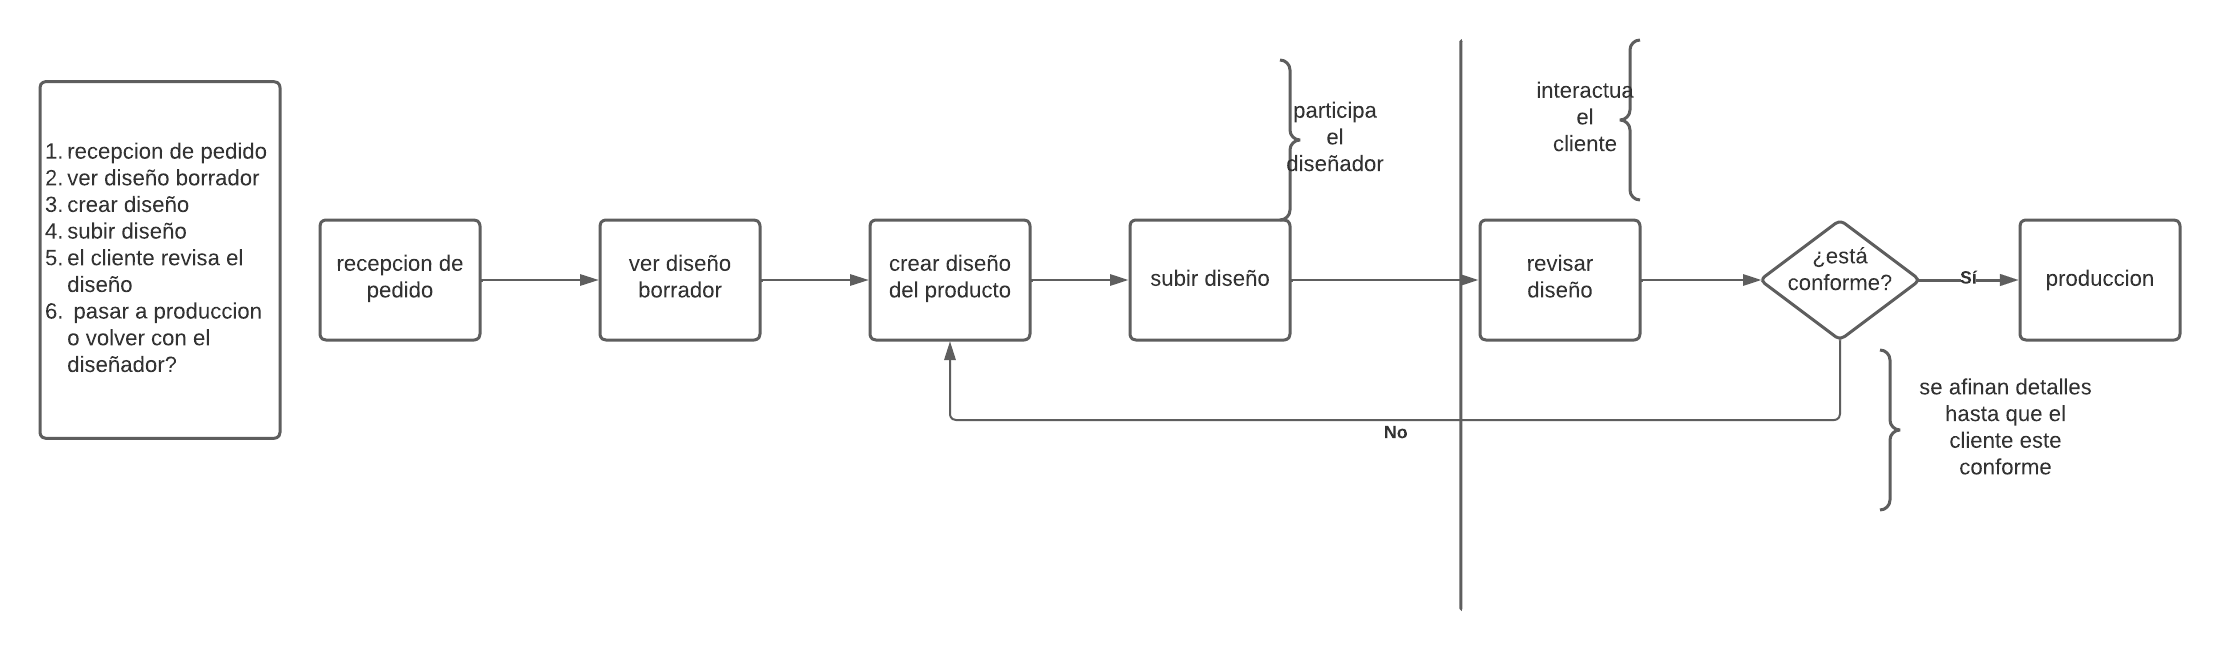 1. recepcion de pedido
2. ver diseño borrador
3. crear diseño
4. subir diseño
5. el cliente revisa el
diseño
6. pasar a produccion
o volver con el
diseñador?
recepcion de
pedido
ver diseño
borrador
crear diseño
del producto
subir diseño
participa
el
diseñador
interactua
el
cliente
revisar
diseño
¿está
conforme?
Sí
produccion
No
se afinan detalles
hasta que el
cliente este
conforme